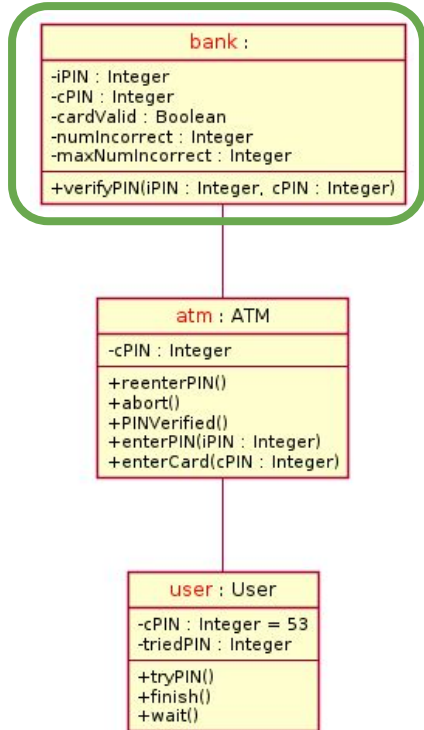 bank :
-iPIN : Integer
-cPIN : Integer
-cardValid : Boolean
-numIncorrect : Integer
-maxNumIncorrect : Integer
+verifyPIN(iPIN : Integer, cPIN : Integer)
atm : ATM
-cPIN : Integer
+reenterPIN()
+abort()
+PINVerified()
+enterPIN(iPIN : Integer)
+enterCard(cPIN : Integer)
user : User
-cPIN : Integer = 53
-triedPIN : Integer
+tryPIN()
+finish()
+wait()